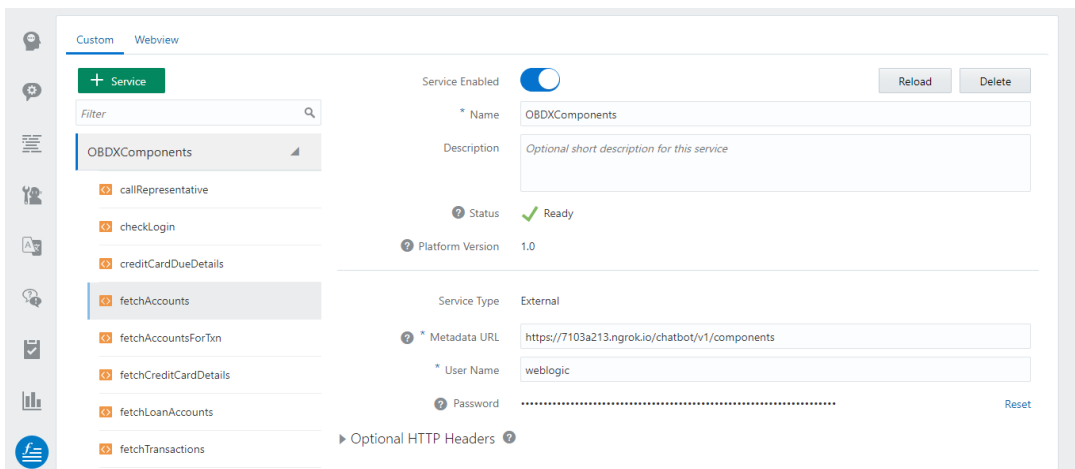 Custom Webview
+ Service
Filter
OBDXComponents
callRepresentative
checkLogin
creditCardDueDetails
fetchAccounts
fetchAccountsForTxn
fetchCreditCardDetails
fetchLoanAccounts
fetchTransactions
Service Enabled
Reload Delete
* Name OBDXComponents
Description Optional short description for this service
? Status Ready
? Platform Version 1.0
Service Type External
? * Metadata URL https://7103a213.ngrok.io/chatbot/v1/components
* User Name weblogic
? Password Reset
Optional HTTP Headers ?